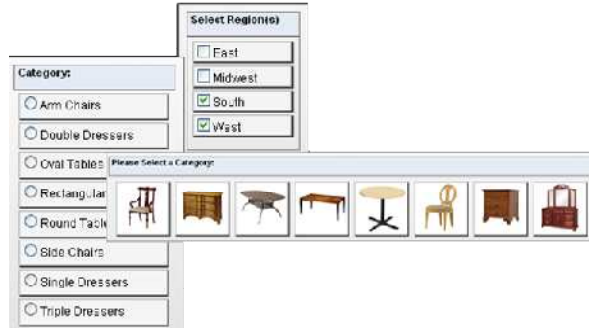 Select Region(s)
East
Midwest
South
West
Category:
Arm Chairs
Double Dressers
Oval Tables
Rectangular
Round Table
Side Chairs
Single Dressers
Triple Dressers
Please Select a Category: